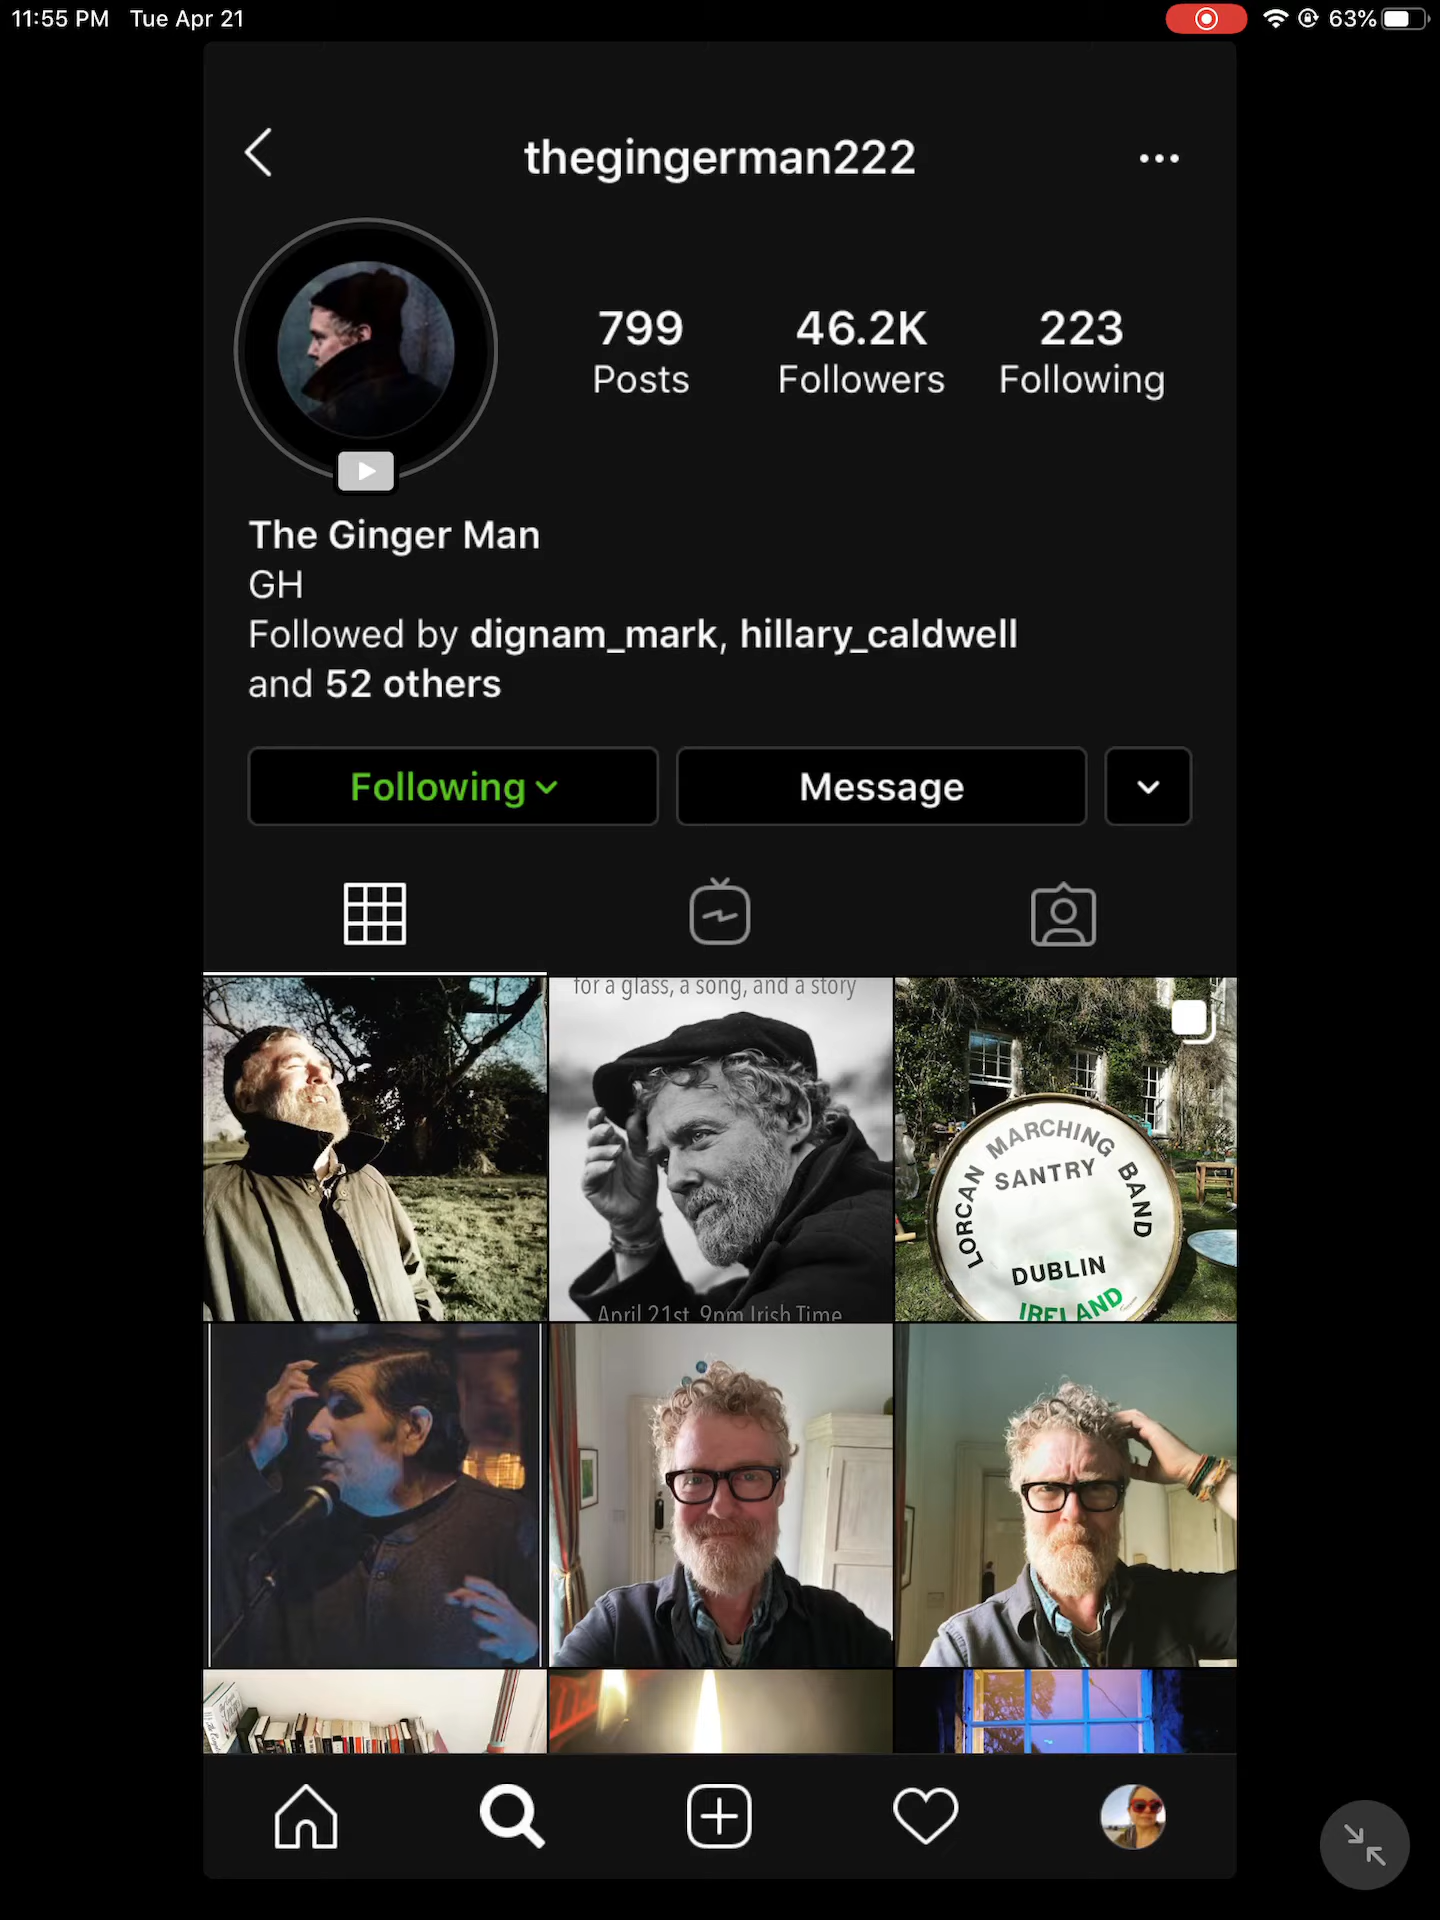 11:55 PM Tue Apr 21
63%
thegingerman222
799
Posts
46.2K
Followers
223
Following
The Ginger Man
GH
Followed by dignam_mark, hillary_caldwell
and 52 others
Following
Message
for a glass, a song, and a story
April 21st, 9pm Irish Time
LORCAN MARCHING BAND
SANTRY
DUBLIN
IRELAND